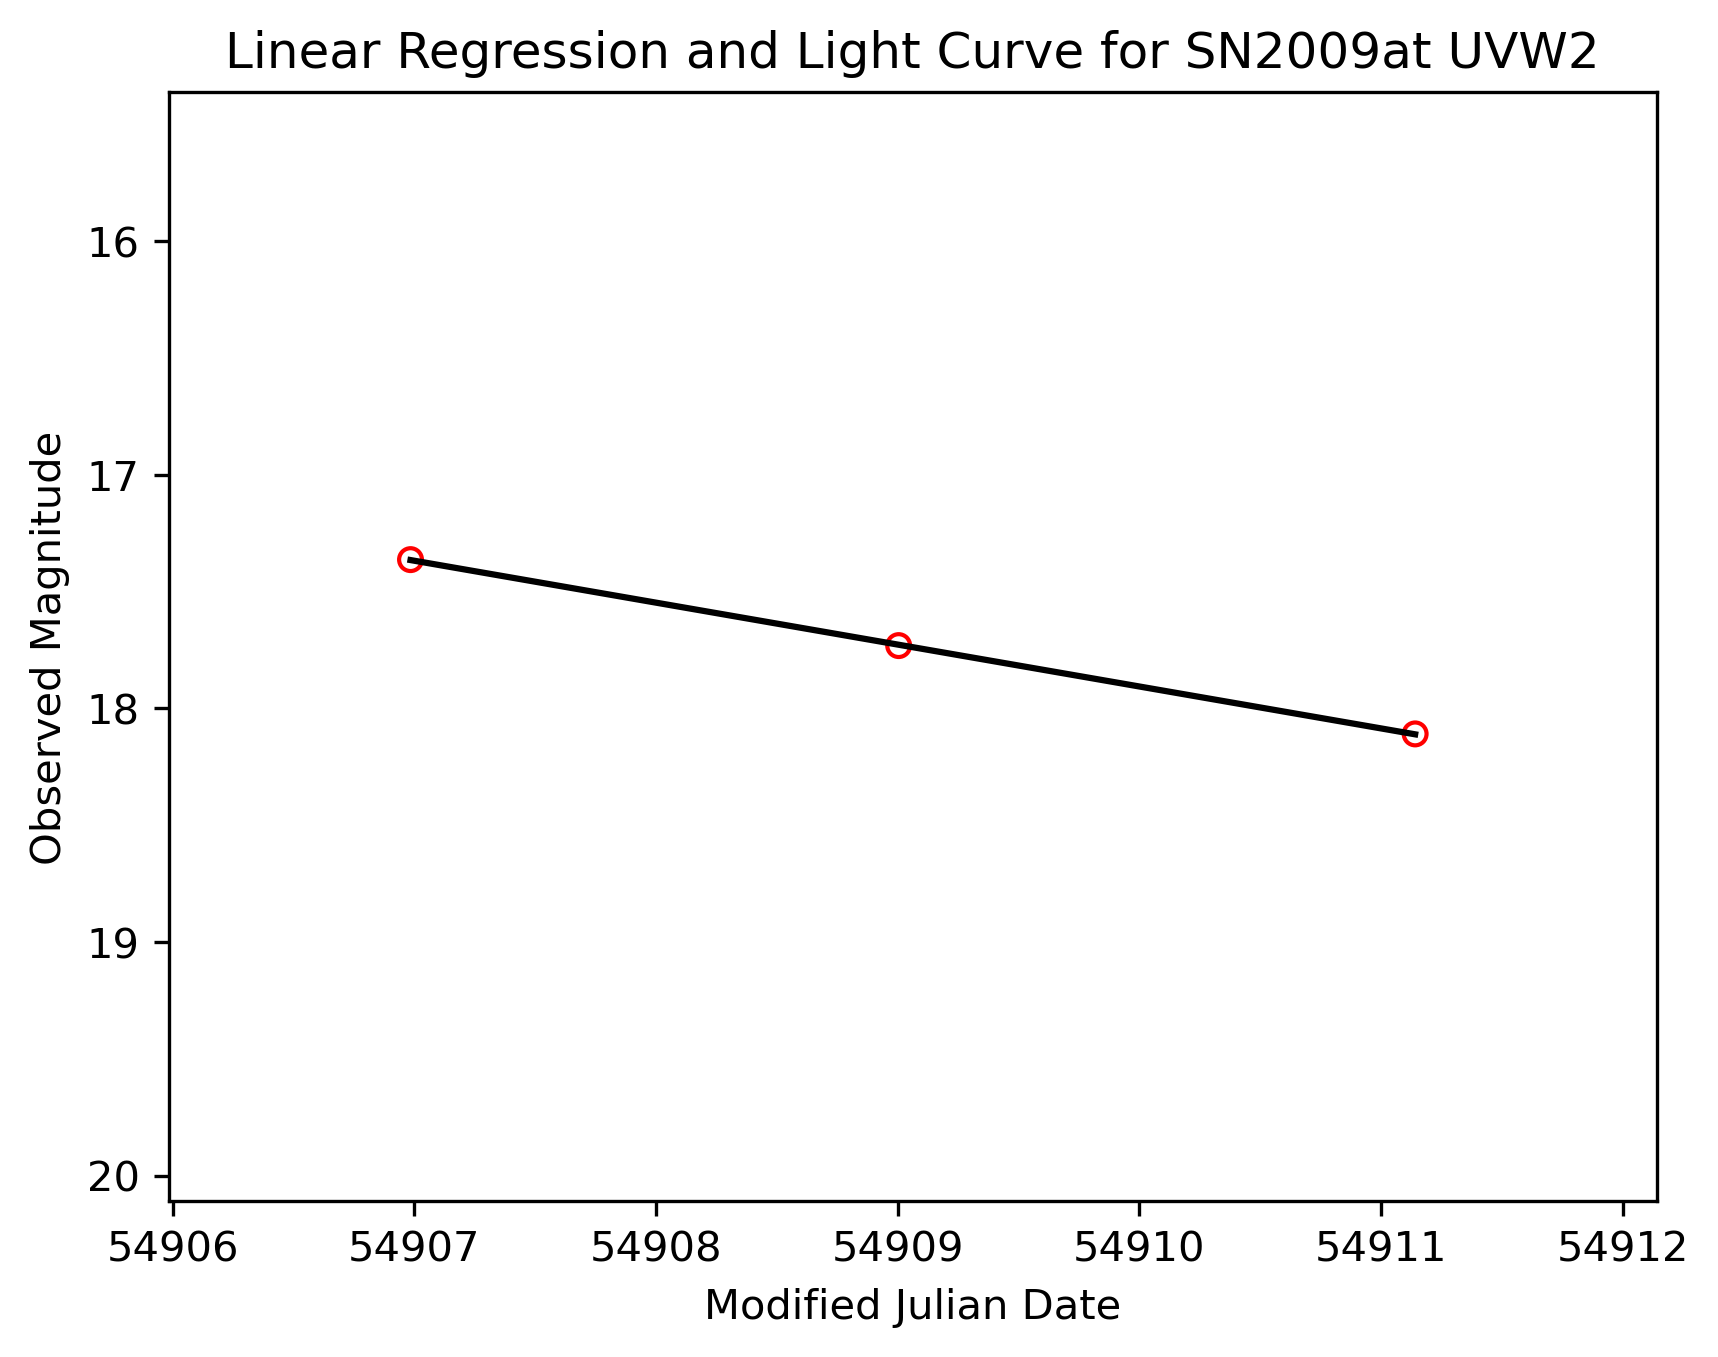 Linear Regression and Light Curve for SN2009at UVW2
16
17
18
19
20
Observed Magnitude
54906 54907 54908 54909 54910 54911 54912
Modified Julian Date